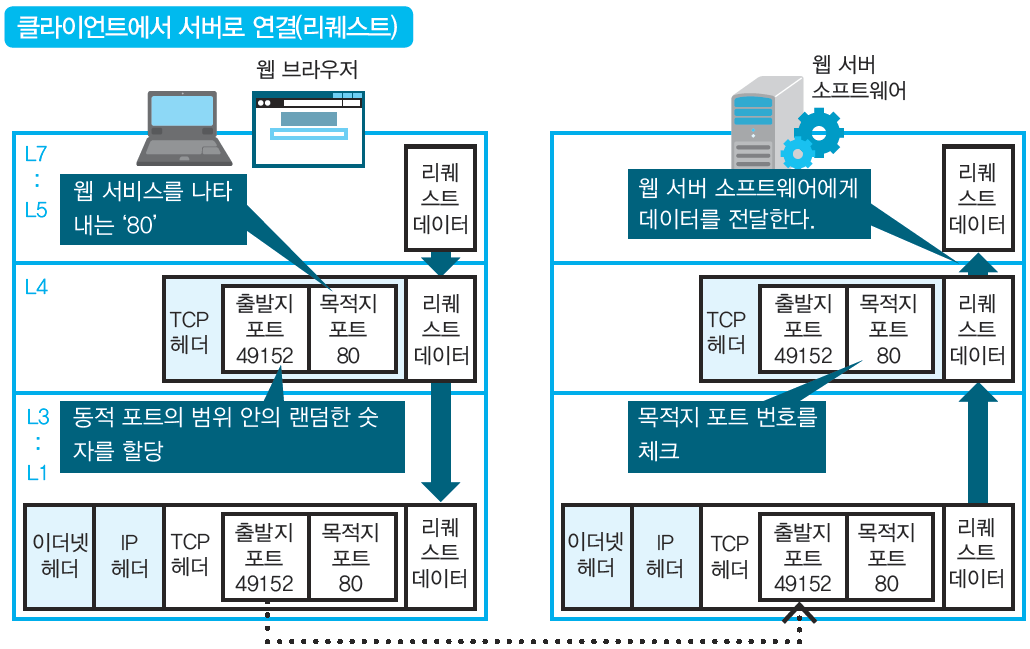 클라이언트에서 서버로 연결(리퀘스트)
웹 브라우저
L7
:
L5
웹 서비스를 나타
내는 ‘80’
리퀘
스트
데이터
L4
TCP
헤더
출발지
포트
49152
목적지
포트
80
리퀘
스트
데이터
L3
:
L1
동적 포트의 범위 안의 랜덤한 숫
자를 할당
이더넷
헤더
IP
헤더
TCP
헤더
출발지
포트
49152
목적지
포트
80
리퀘
스트
데이터
웹 서버
소프트웨어
웹 서버 소프트웨어에게
데이터를 전달한다.
리퀘
스트
데이터
TCP
헤더
출발지
포트
49152
목적지
포트
80
리퀘
스트
데이터
목적지 포트 번호를
체크
이더넷
헤더
IP
헤더
TCP
헤더
출발지
포트
49152
목적지
포트
80
리퀘
스트
데이터